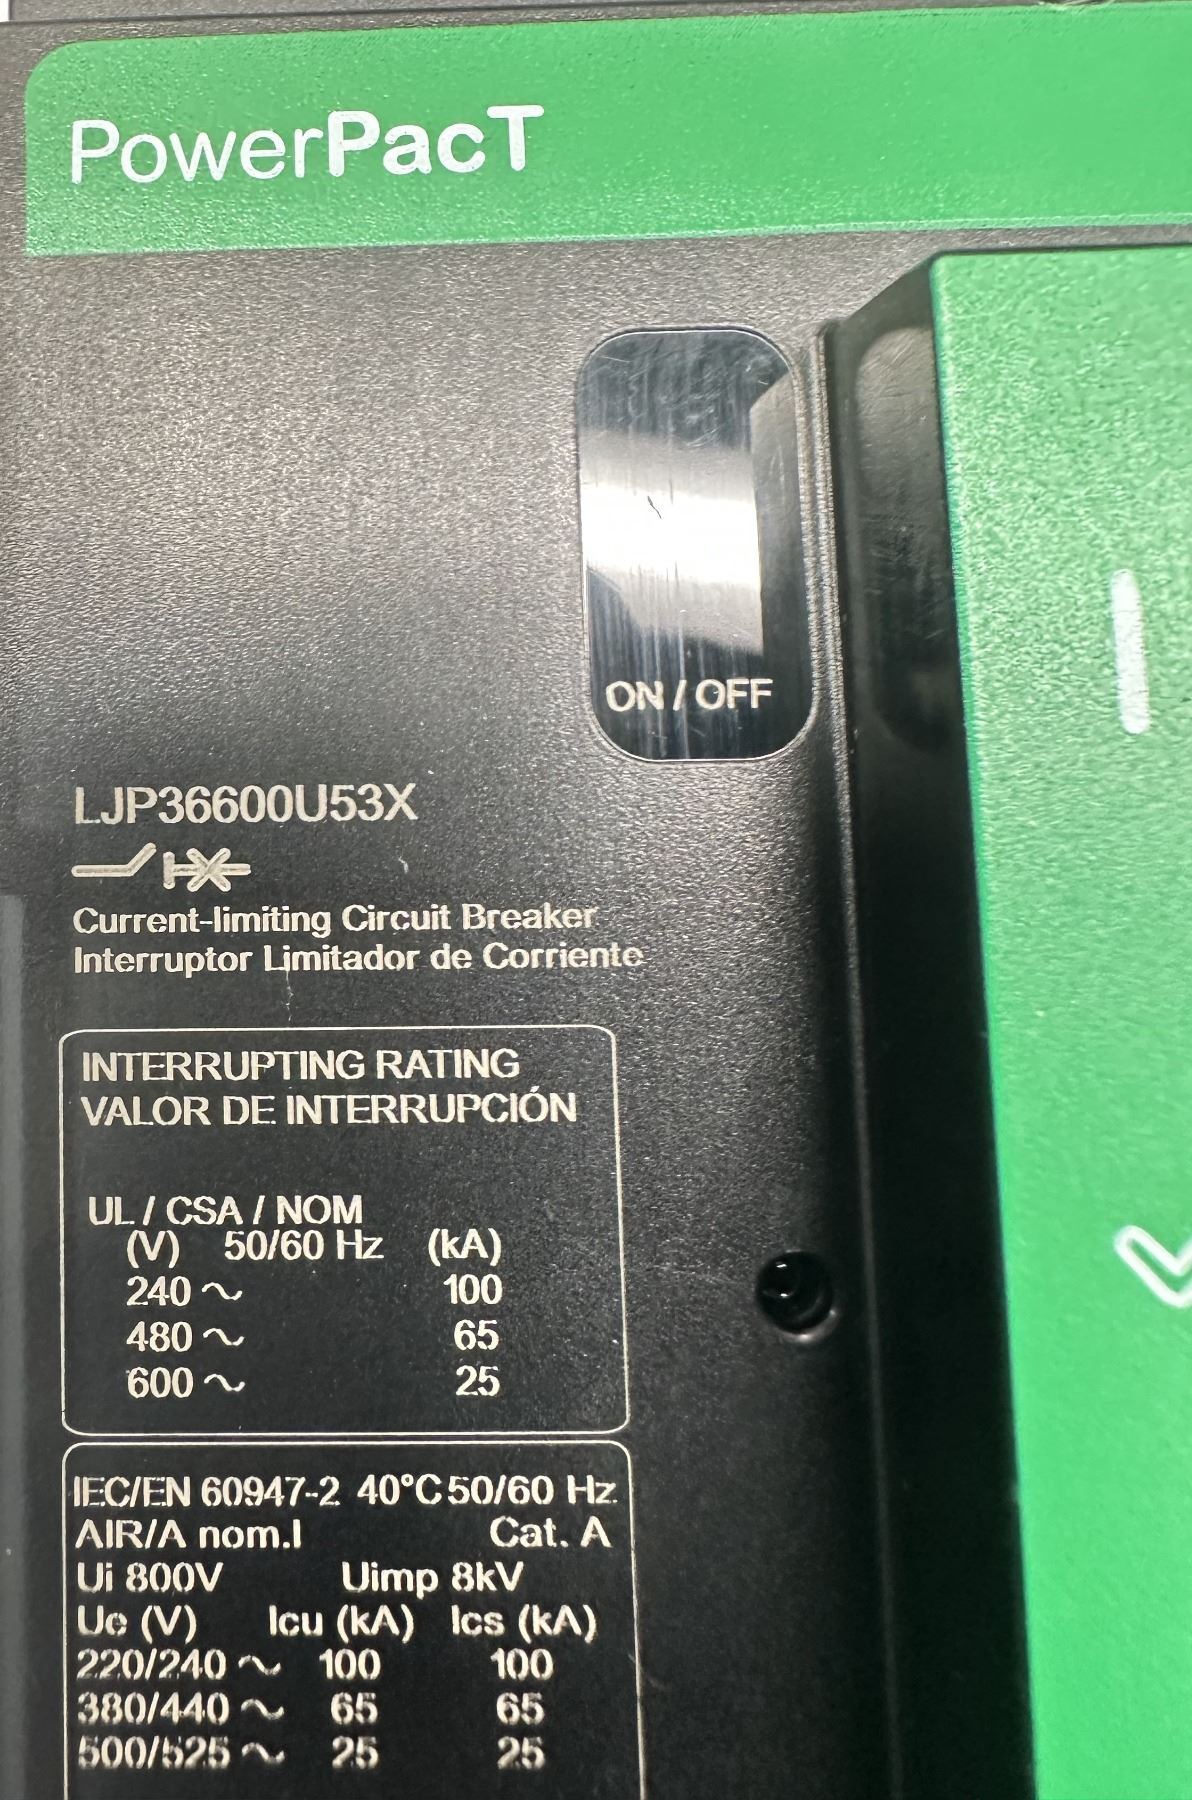 PowerPacT
ON / OFF
LJP36600U53X
Current-limiting Circuit Breaker
Interruptor Limitador de Corriente
INTERRUPTING RATING
VALOR DE INTERRUPCIÓN
UL / CSA / NOM
(V) 50/60 Hz (kA)
240 ~ 100
480 ~ 65
600 ~ 25
IEC/EN 60947-2 40°C 50/60 Hz
AIR/A nom.I Cat. A
Ui 800V Uimp 8kV
Ue (V) Icu (kA) Ics (kA)
220/240 ~ 100 100
380/440 ~ 65 65
500/525 ~ 25 25